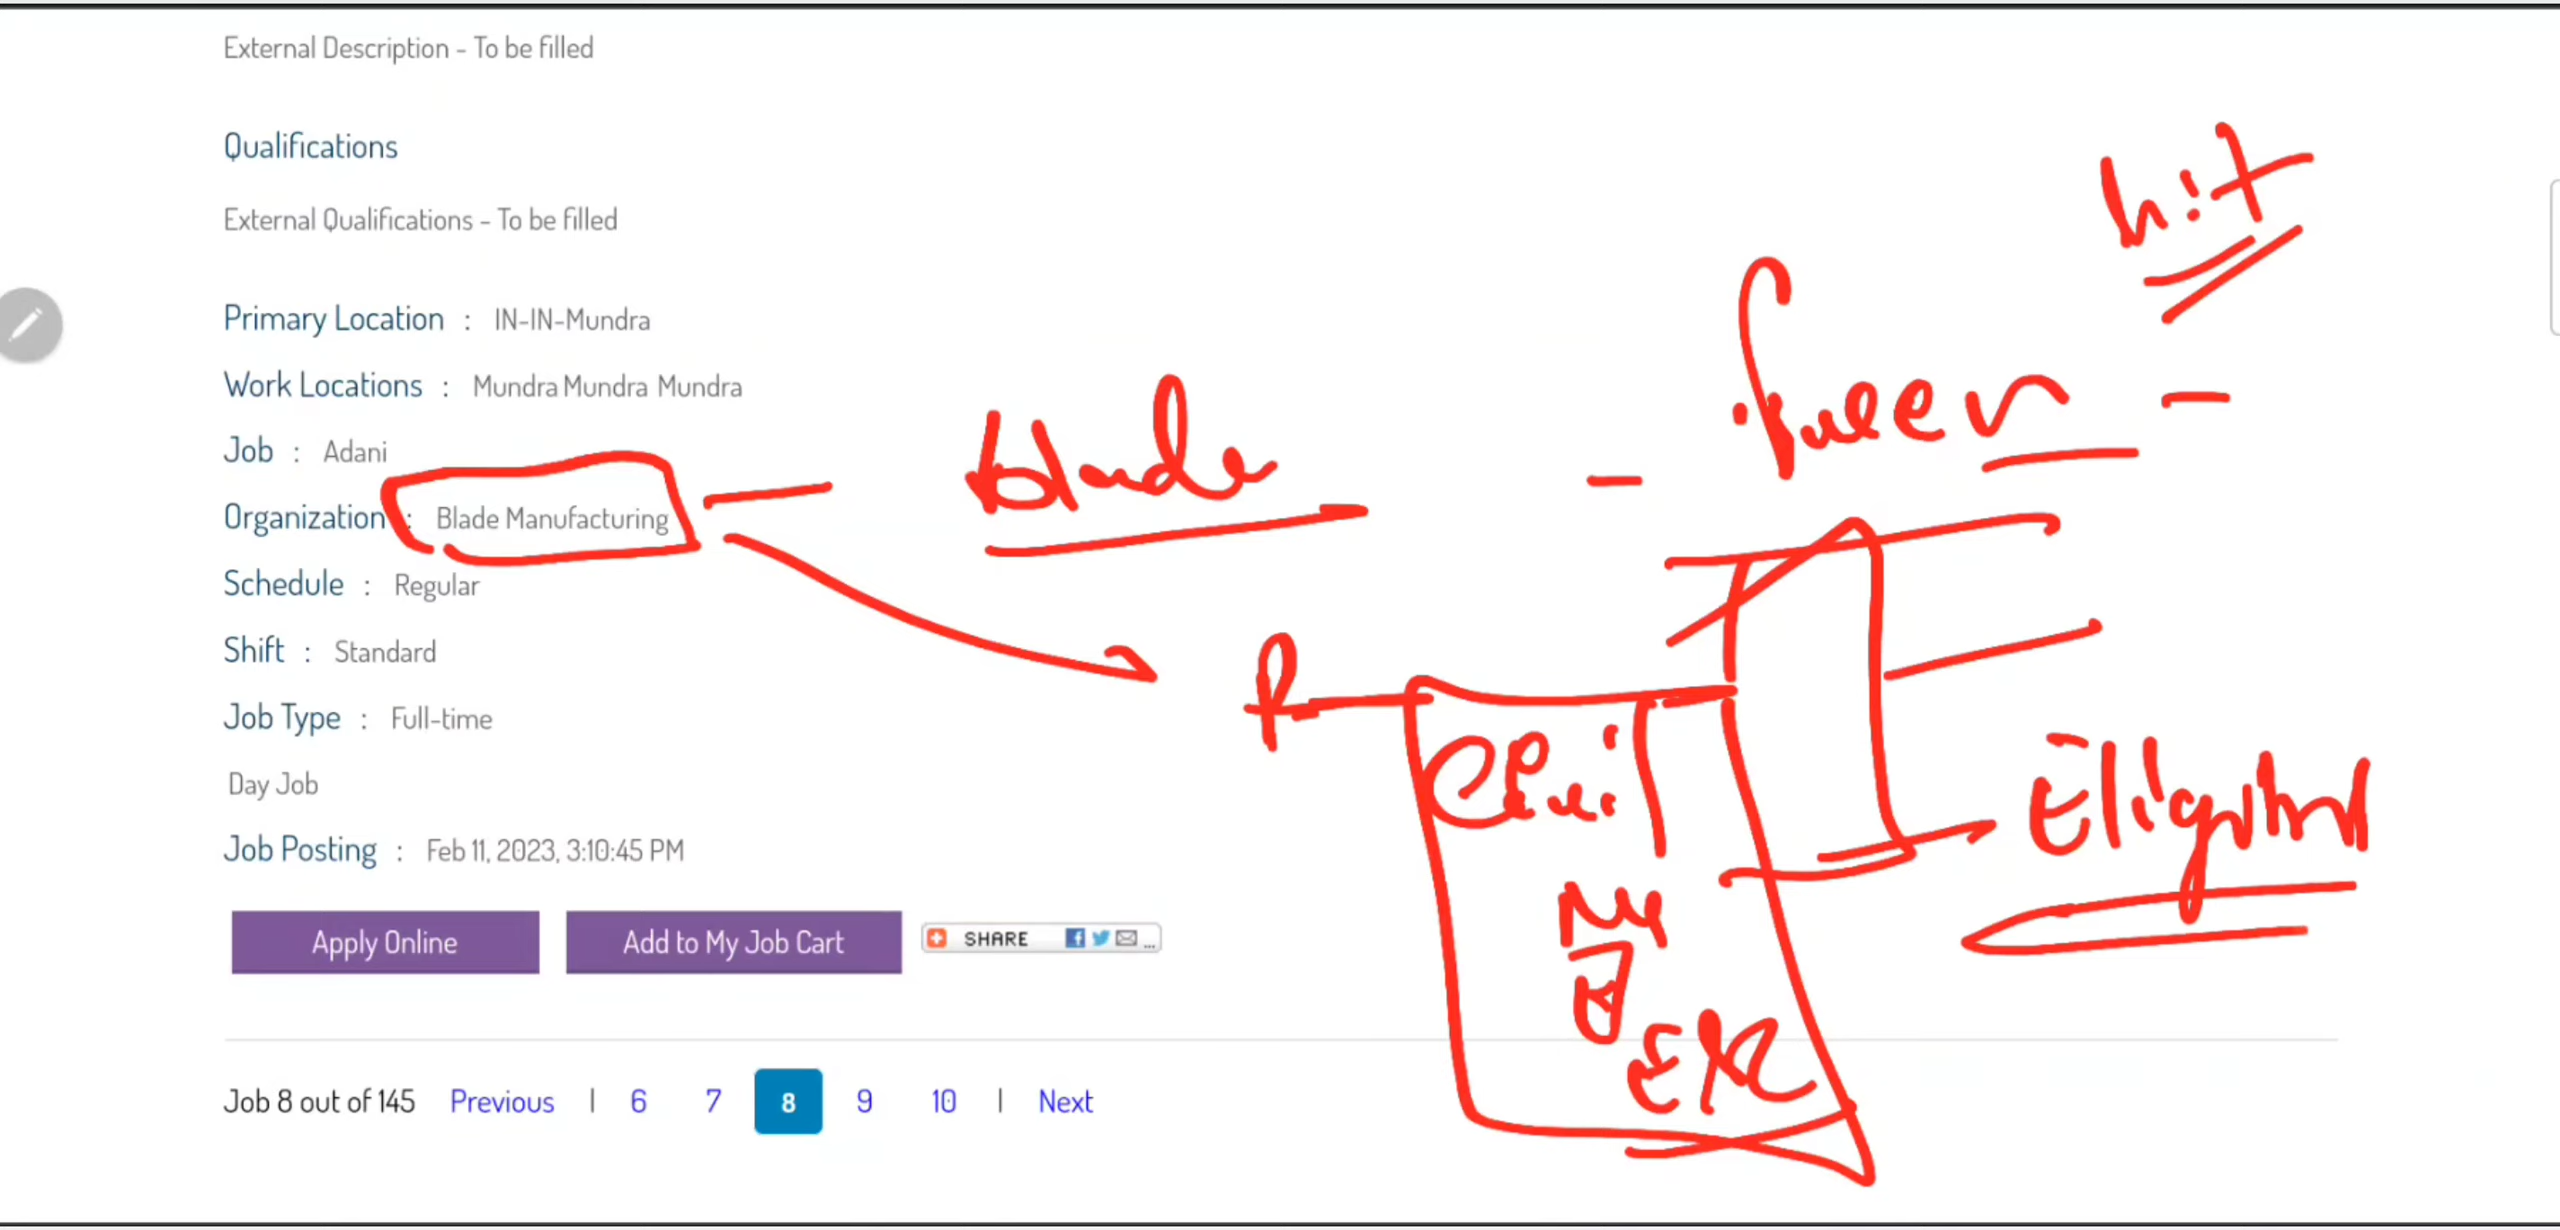 External Description - To be filled
Qualifications
External Qualifications - To be filled
Primary Location : IN-IN-Mundra
Work Locations : Mundra Mundra Mundra
Job : Adani
Organization : Blade Manufacturing
Schedule : Regular
Shift : Standard
Job Type : Full-time
Day Job
Job Posting : Feb 11, 2023, 3:10:45 PM
Apply Online Add to My Job Cart SHARE ...
Job 8 out of 145 Previous | 6 7 8 9 10 | Next
hit
blade